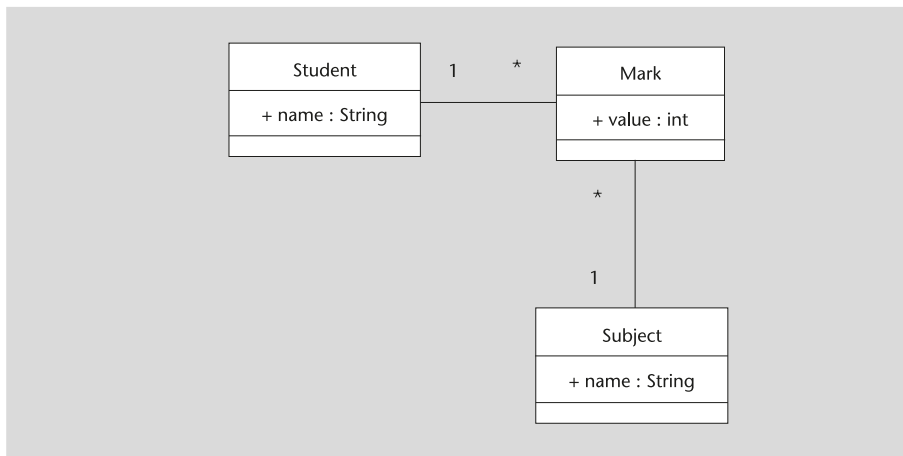 Student
+ name : String
1
*
Mark
+ value : int
*
1
Subject
+ name : String